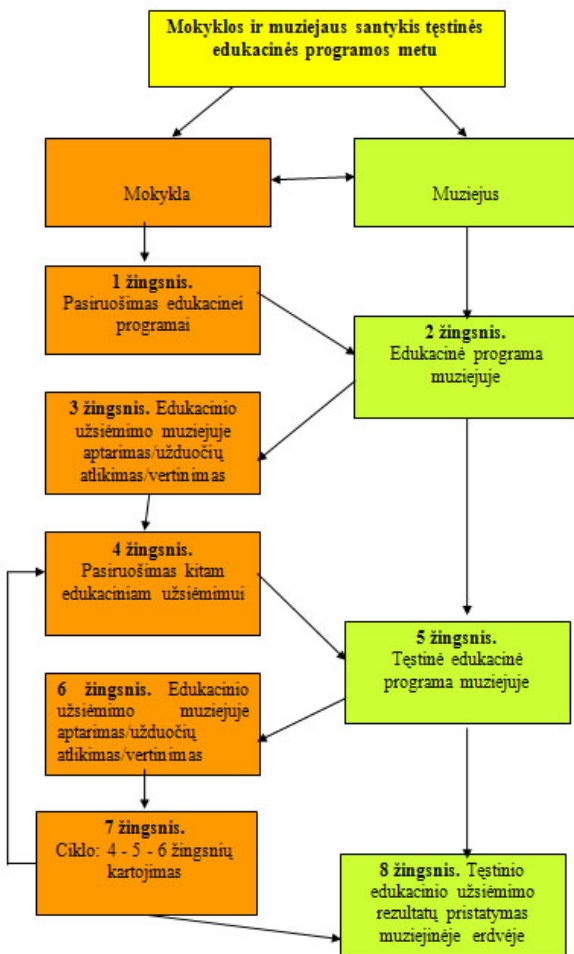 Mokyklos ir muziejaus santykis tęstinės
edukacinės programos metu
Mokykla
Muziejus
1 žingsnis.
Pasiruošimas edukacinei
programai
2 žingsnis.
Edukacinė programa
muziejuje
3 žingsnis. Edukacinio
užsiėmimo muziejuje
aptarimas/užduočių
atlikimas/vertinimas
4 žingsnis.
Pasiruošimas kitam
edukaciniam užsiėmimui
5 žingsnis.
Tęstinė edukacinė
programa muziejuje
6 žingsnis. Edukacinio
užsiėmimo muziejuje
aptarimas/užduočių
atlikimas/vertinimas
7 žingsnis.
Ciklo: 4 - 5 - 6 žingsnių
kartojimas
8 žingsnis. Tęstinio
edukacinio užsiėmimo
rezultatų pristatymas
muziejinėje erdvėje